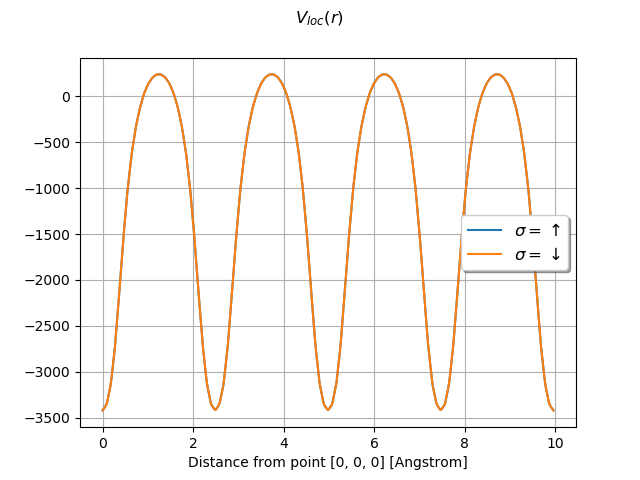 V_loc(r)
0
−500
−1000
−1500
−2000
−2500
−3000
−3500
σ = ↑
σ = ↓
0 2 4 6 8 10
Distance from point [0, 0, 0] [Angstrom]